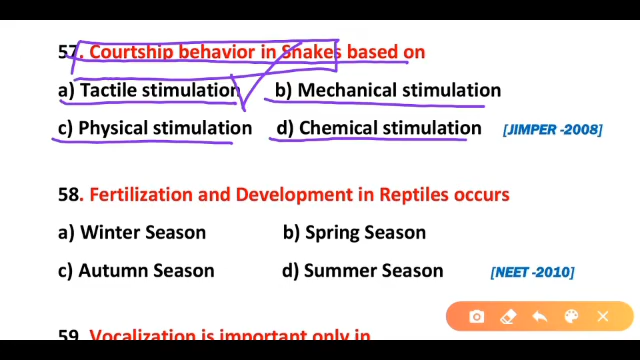 57. Courtship behavior in Snakes based on
a) Tactile stimulation b) Mechanical stimulation
c) Physical stimulation d) Chemical stimulation [JIMPER -2008]
58. Fertilization and Development in Reptiles occurs
a) Winter Season b) Spring Season
c) Autumn Season d) Summer Season [NEET -2010]
59. Vocalization is important only in